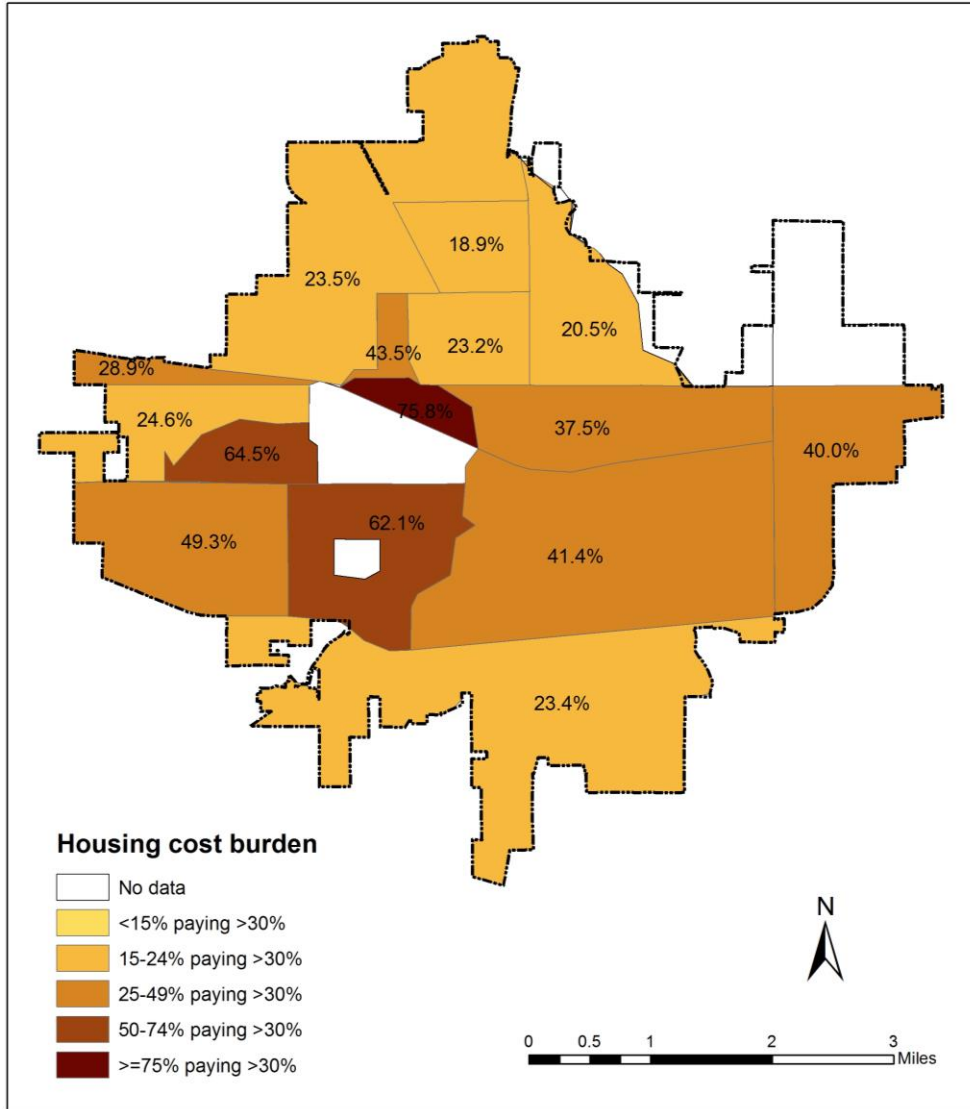 18.9%
23.5%
20.5%
43.5%
23.2%
28.9%
75.8%
24.6%
37.5%
40.0%
64.5%
62.1%
49.3%
41.4%
23.4%
Housing cost burden
No data
<15% paying >30%
15-24% paying >30%
25-49% paying >30%
50-74% paying >30%
>=75% paying >30%
N
0 0.5 1 2 3
Miles